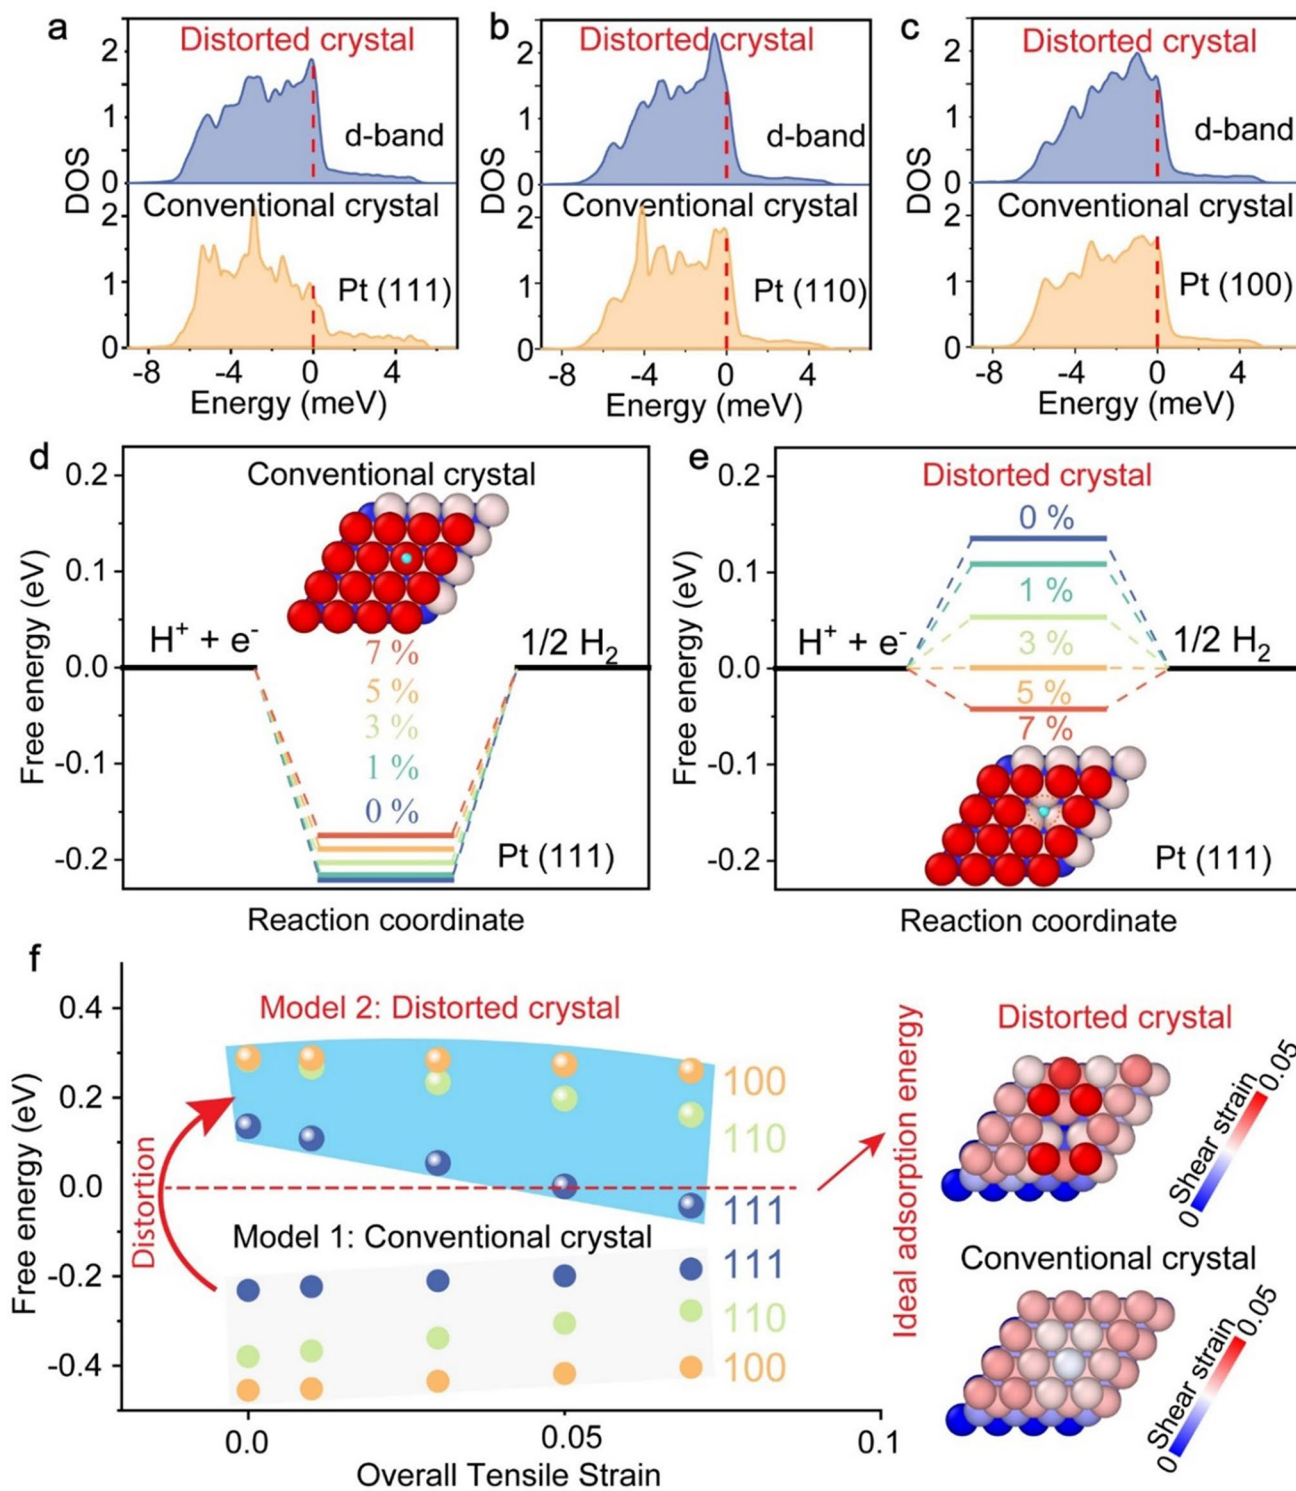 a
Distorted crystal
2
1
0
d-band
DOS
Conventional crystal
2
1
0
Pt (111)
-8 -4 0 4
Energy (meV)
b
Distorted crystal
2
1
0
d-band
DOS
Conventional crystal
2
1
0
Pt (110)
-8 -4 0 4
Energy (meV)
c
Distorted crystal
2
1
0
d-band
DOS
Conventional crystal
2
1
0
Pt (100)
-8 -4 0 4
Energy (meV)
d
Conventional crystal
0.2
0.1
0.0
-0.1
-0.2
Free energy (eV)
H+ + e-
1/2 H2
7 %
5 %
3 %
1 %
0 %
Pt (111)
Reaction coordinate
e
Distorted crystal
0.2
0.1
0.0
-0.1
-0.2
Free energy (eV)
0 %
1 %
H+ + e-
1/2 H2
3 %
5 %
7 %
Pt (111)
Reaction coordinate
f
0.4
0.2
0.0
-0.2
-0.4
Free energy (eV)
Model 2: Distorted crystal
100
110
111
Distortion
Model 1: Conventional crystal
111
110
100
0.0 0.05 0.1
Overall Tensile Strain
Ideal adsorption energy
Distorted crystal
0 Shear strain 0.05
Conventional crystal
0 Shear strain 0.05